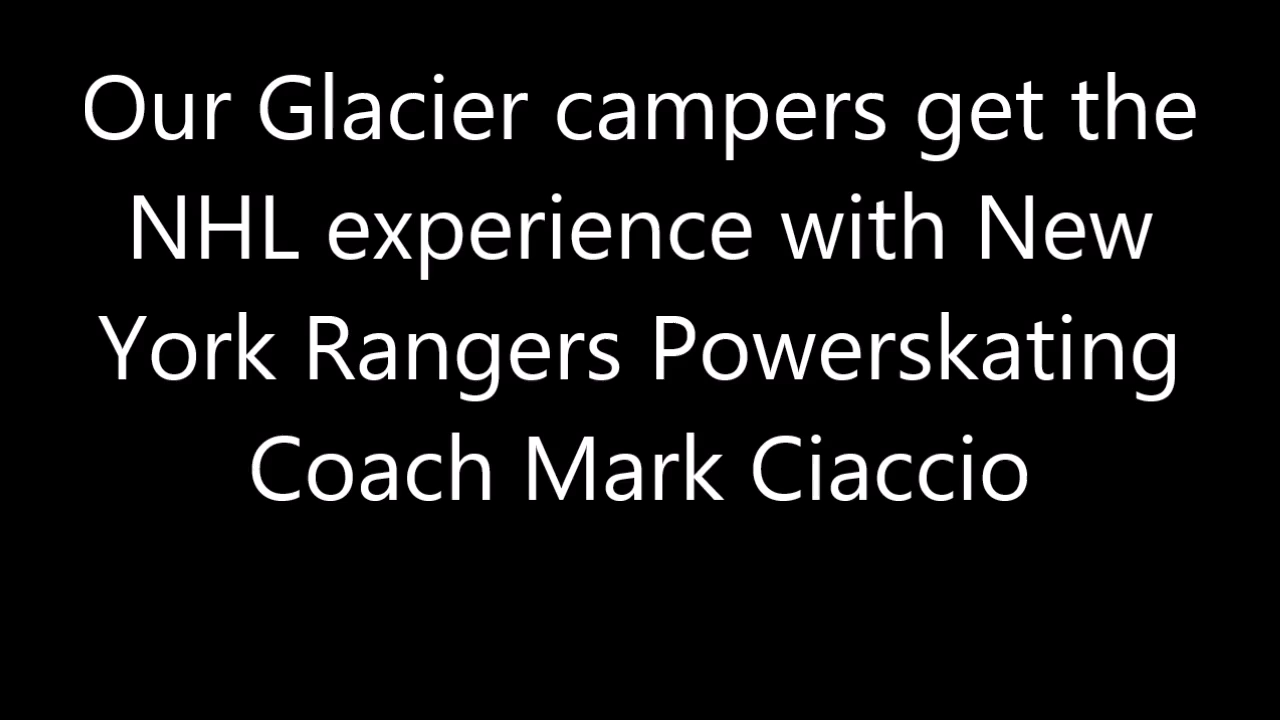 Our Glacier campers get the
NHL experience with New
York Rangers Powerskating
Coach Mark Ciaccio